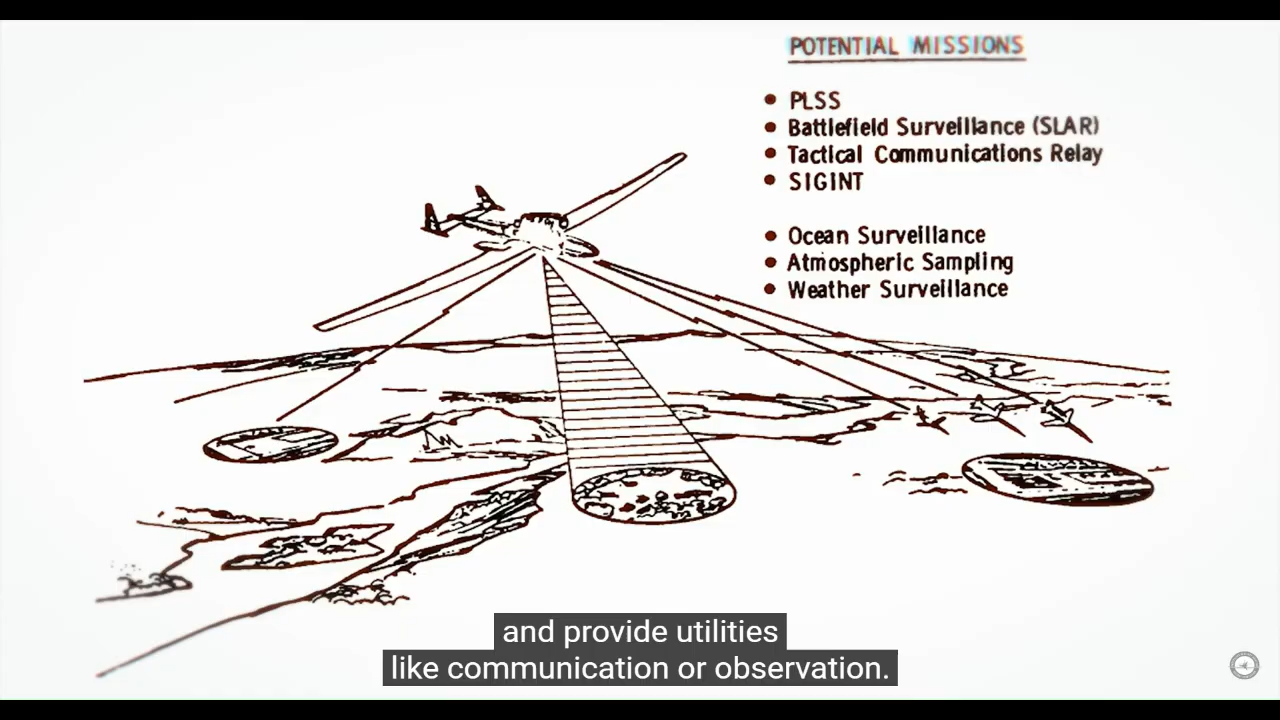 POTENTIAL MISSIONS
• PLSS
• Battlefield Surveillance (SLAR)
• Tactical Communications Relay
• SIGINT
• Ocean Surveillance
• Atmospheric Sampling
• Weather Surveillance
and provide utilities
like communication or observation.